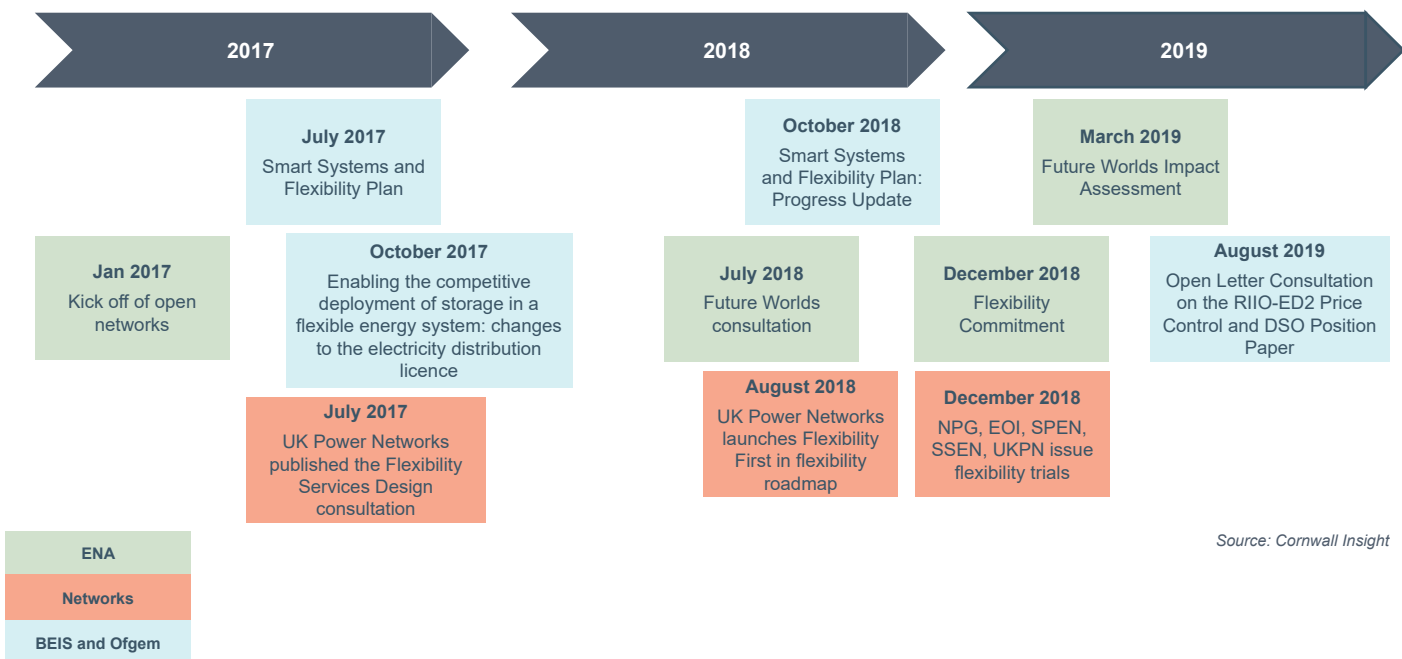 2017
2018
2019
July 2017
Smart Systems and
Flexibility Plan
October 2018
Smart Systems
and Flexibility Plan:
Progress Update
March 2019
Future Worlds Impact
Assessment
Jan 2017
Kick off of open
networks
October 2017
Enabling the competitive
deployment of storage in a
flexible energy system: changes
to the electricity distribution
licence
July 2018
Future Worlds
consultation
December 2018
Flexibility
Commitment
August 2019
Open Letter Consultation
on the RIIO-ED2 Price
Control and DSO Position
Paper
July 2017
UK Power Networks
published the Flexibility
Services Design
consultation
August 2018
UK Power Networks
launches Flexibility
First in flexibility
roadmap
December 2018
NPG, EOI, SPEN,
SSEN, UKPN issue
flexibility trials
ENA
Networks
BEIS and Ofgem
Source: Cornwall Insight